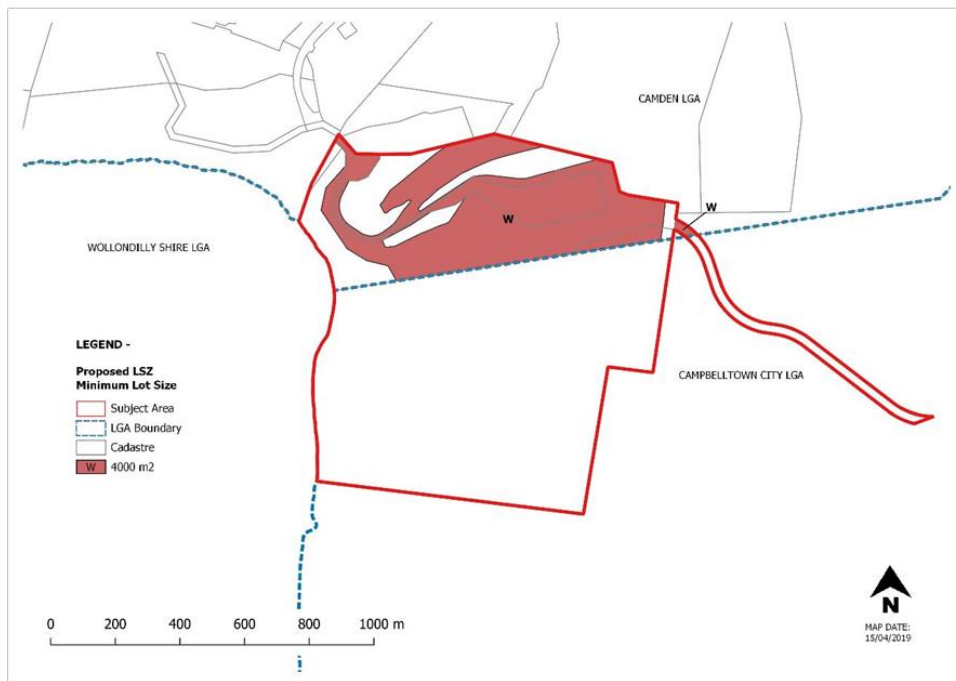 CAMDEN LGA
W
W
WOLLONDILLY SHIRE LGA
LEGEND -
Proposed LSZ
Minimum Lot Size
Subject Area
LGA Boundary
Cadastre
W 4000 m2
CAMPBELLTOWN CITY LGA
0 200 400 600 800 1000 m
N
MAP DATE:
15/04/2019